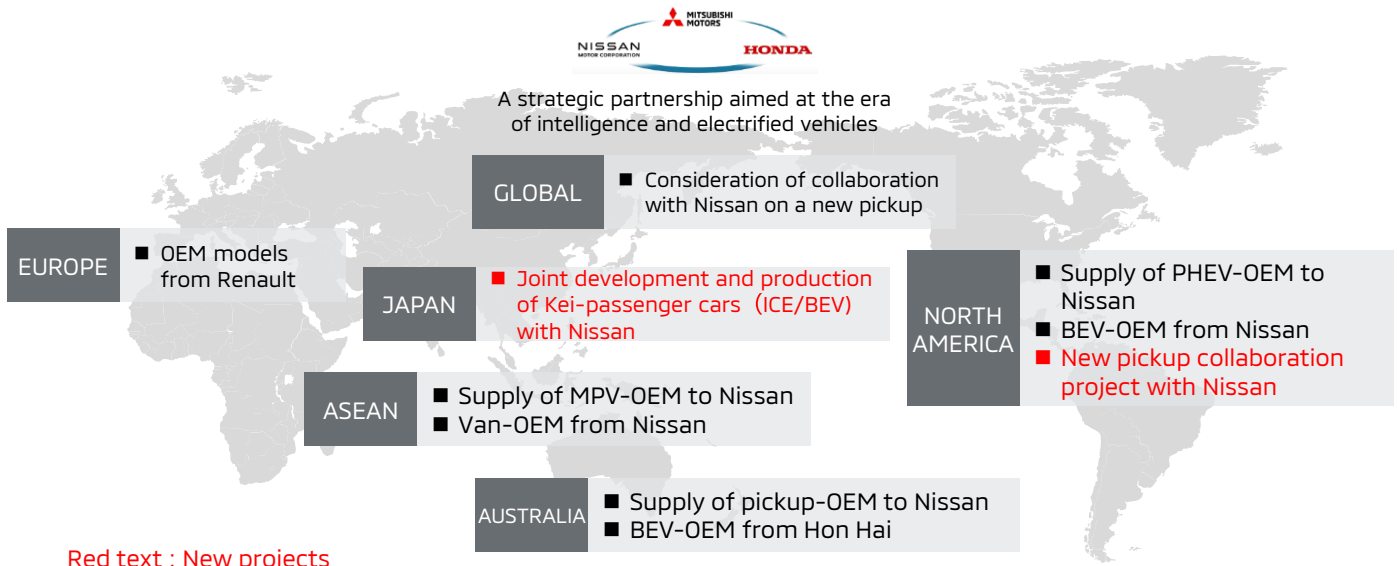 MITSUBISHI
MOTORS
NISSAN
MOTOR CORPORATION
HONDA
A strategic partnership aimed at the era
of intelligence and electrified vehicles
GLOBAL
■ Consideration of collaboration
with Nissan on a new pickup
EUROPE
■ OEM models
from Renault
JAPAN
■ Joint development and production
of Kei-passenger cars（ICE/BEV）
with Nissan
NORTH
AMERICA
■ Supply of PHEV-OEM to
Nissan
■ BEV-OEM from Nissan
■ New pickup collaboration
project with Nissan
ASEAN
■ Supply of MPV-OEM to Nissan
■ Van-OEM from Nissan
AUSTRALIA
■ Supply of pickup-OEM to Nissan
■ BEV-OEM from Hon Hai
Red text : New projects